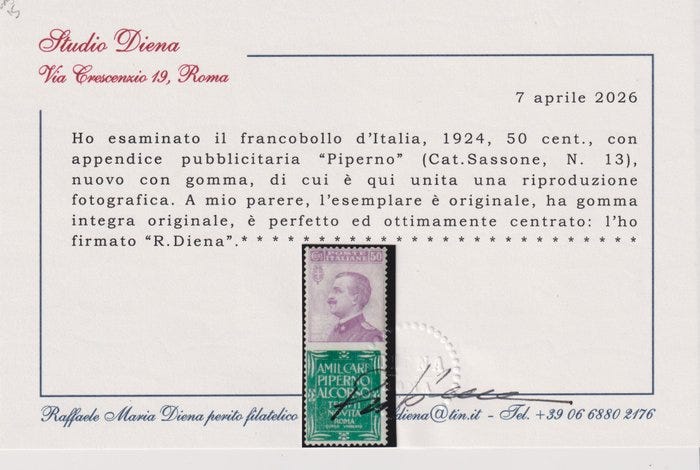 Studio Diena
Via Crescenzio 19, Roma
7 aprile 2026
Ho esaminato il francobollo d'Italia, 1924, 50 cent., con
appendice pubblicitaria "Piperno" (Cat.Sassone, N. 13),
nuovo con gomma, di cui è qui unita una riproduzione
fotografica. A mio parere, l'esemplare è originale, ha gomma
integra originale, è perfetto ed ottimamente centrato: l'ho
firmato "R.Diena".* * * * * * * * * * * * * * * * * * * * * * * * * *
POSTE 50
ITALIANE
AMILCARE
PIPERNO
ALCOROSO
ROMA
Raffaele Maria Diena perito filatelico
diena@tin.it - Tel. +39 06 6880 2176